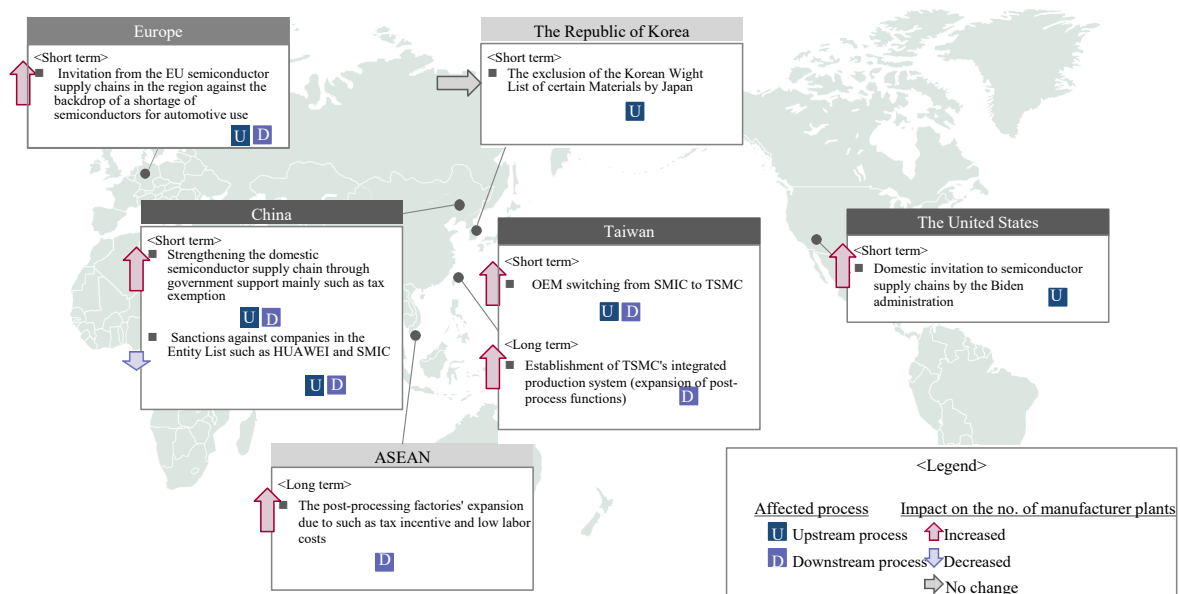 Europe
<Short term>
■ Invitation from the EU semiconductor
supply chains in the region against the
backdrop of a shortage of
semiconductors for automotive use
U D
The Republic of Korea
<Short term>
■ The exclusion of the Korean Wight
List of certain Materials by Japan
U
China
<Short term>
■ Strengthening the domestic
semiconductor supply chain through
government support mainly such as tax
exemption
U D
■ Sanctions against companies in the
Entity List such as HUAWEI and SMIC
U D
Taiwan
<Short term>
■ OEM switching from SMIC to TSMC
U D
<Long term>
■ Establishment of TSMC's integrated
production system (expansion of post-
process functions)
D
The United States
<Short term>
■ Domestic invitation to semiconductor
supply chains by the Biden
administration
U
ASEAN
<Long term>
■ The post-processing factories' expansion
due to such as tax incentive and low labor
costs
D
<Legend>
Affected process Impact on the no. of manufacturer plants
U Upstream process Increased
D Downstream process Decreased
No change